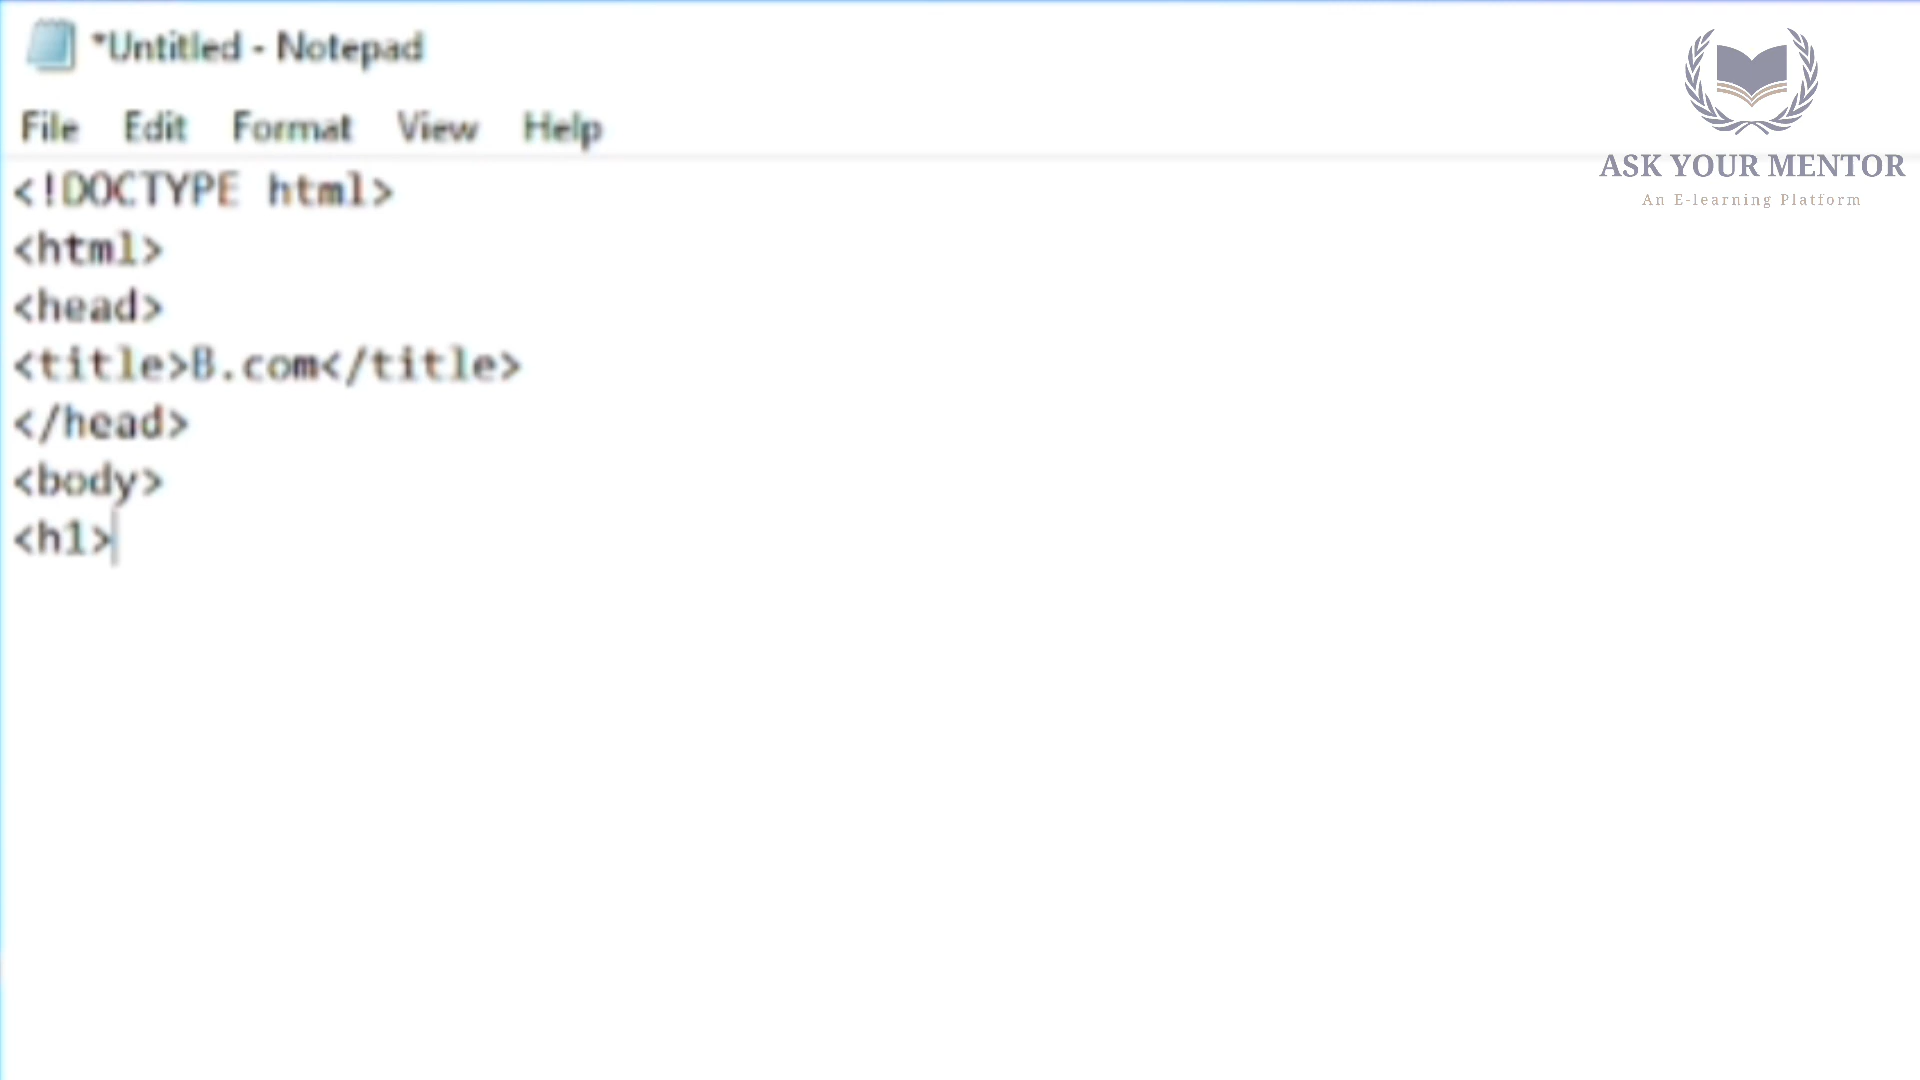 *Untitled - Notepad
File Edit Format View Help
<!DOCTYPE html>
<html>
<head>
<title>B.com</title>
</head>
<body>
<h1>
ASK YOUR MENTOR
An E-learning Platform